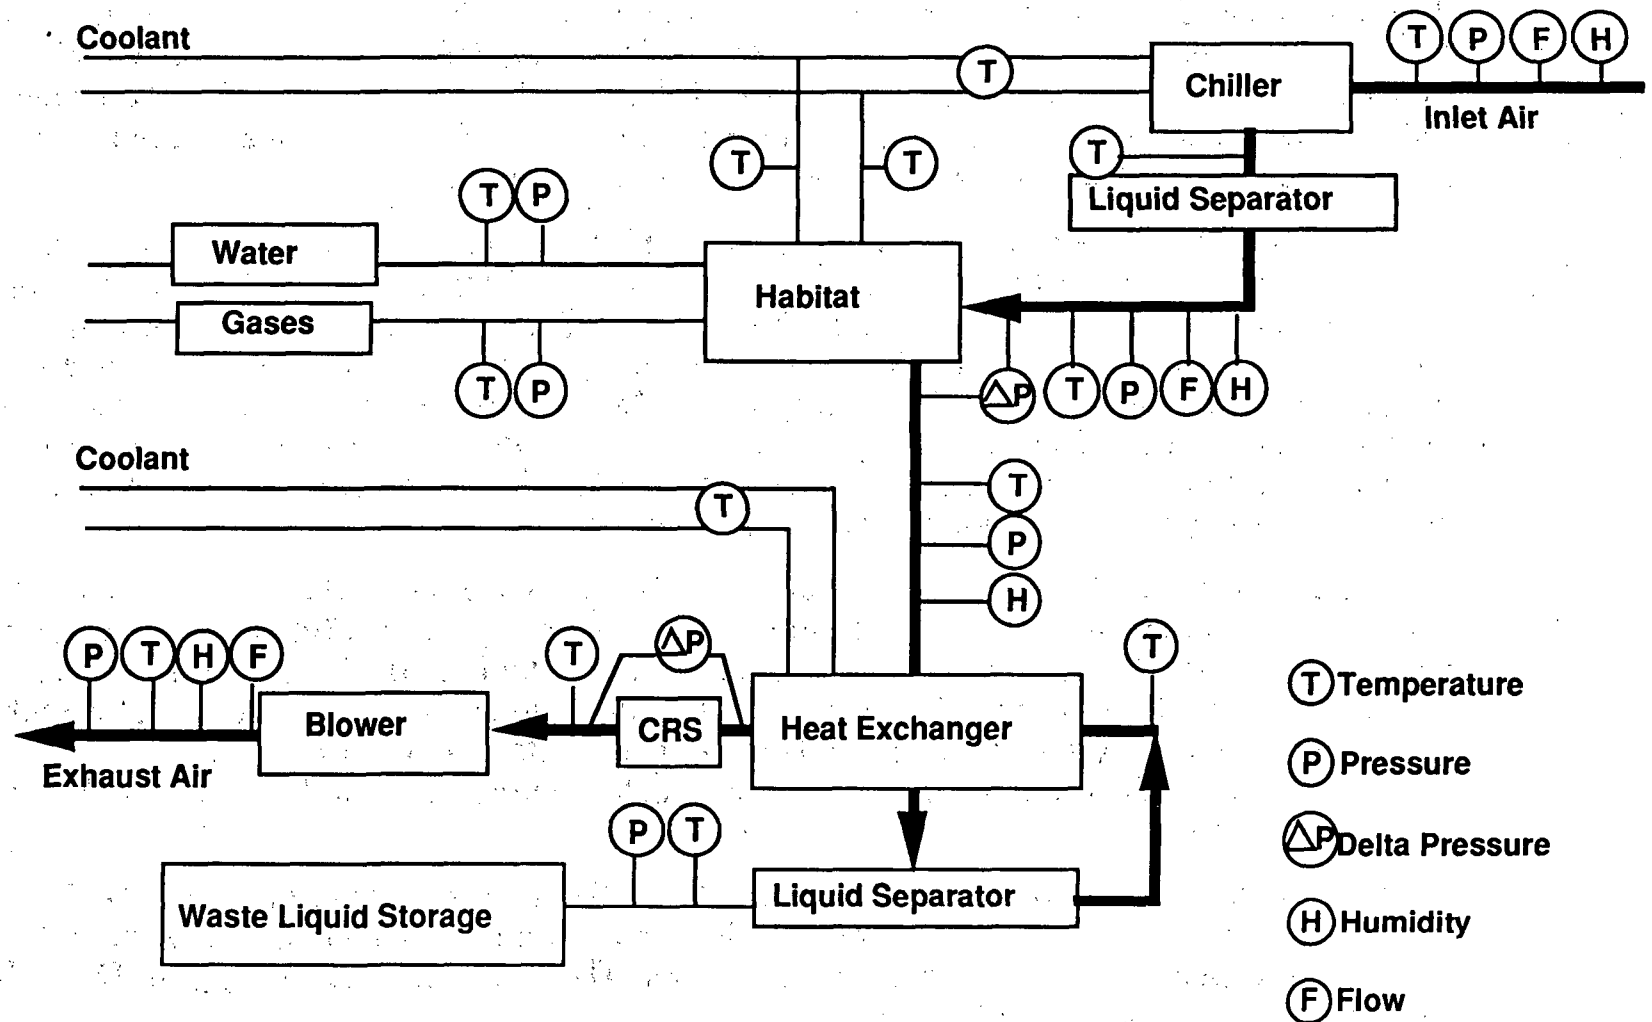 Coolant
T P F H
T
Chiller
Inlet Air
T T
T
Liquid Separator
T P
Water
Habitat
Gases
T P
ΔP T P F H
Coolant
T
T
P
H
P T H F
T
ΔP
T
T Temperature
Blower
CRS
Heat Exchanger
P Pressure
Exhaust Air
P T
ΔP Delta Pressure
Waste Liquid Storage
Liquid Separator
H Humidity
F Flow